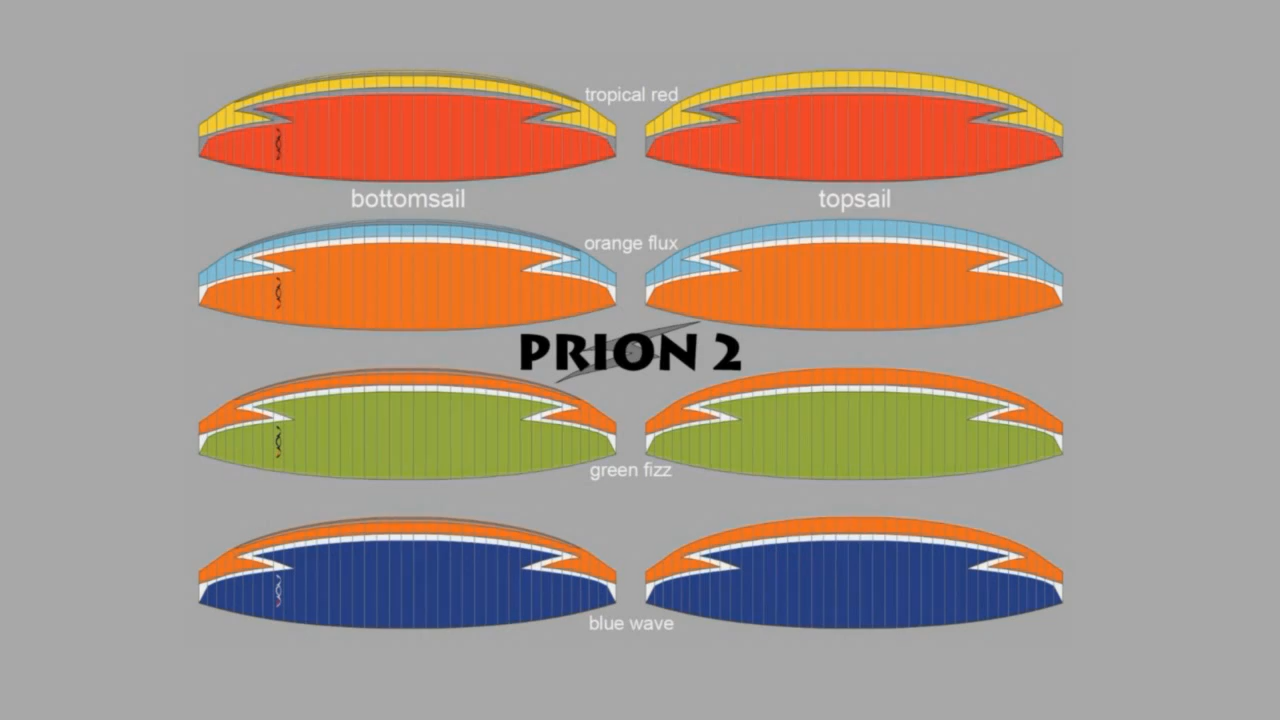 tropical red
bottomsail
topsail
orange flux
PRION 2
green fizz
blue wave